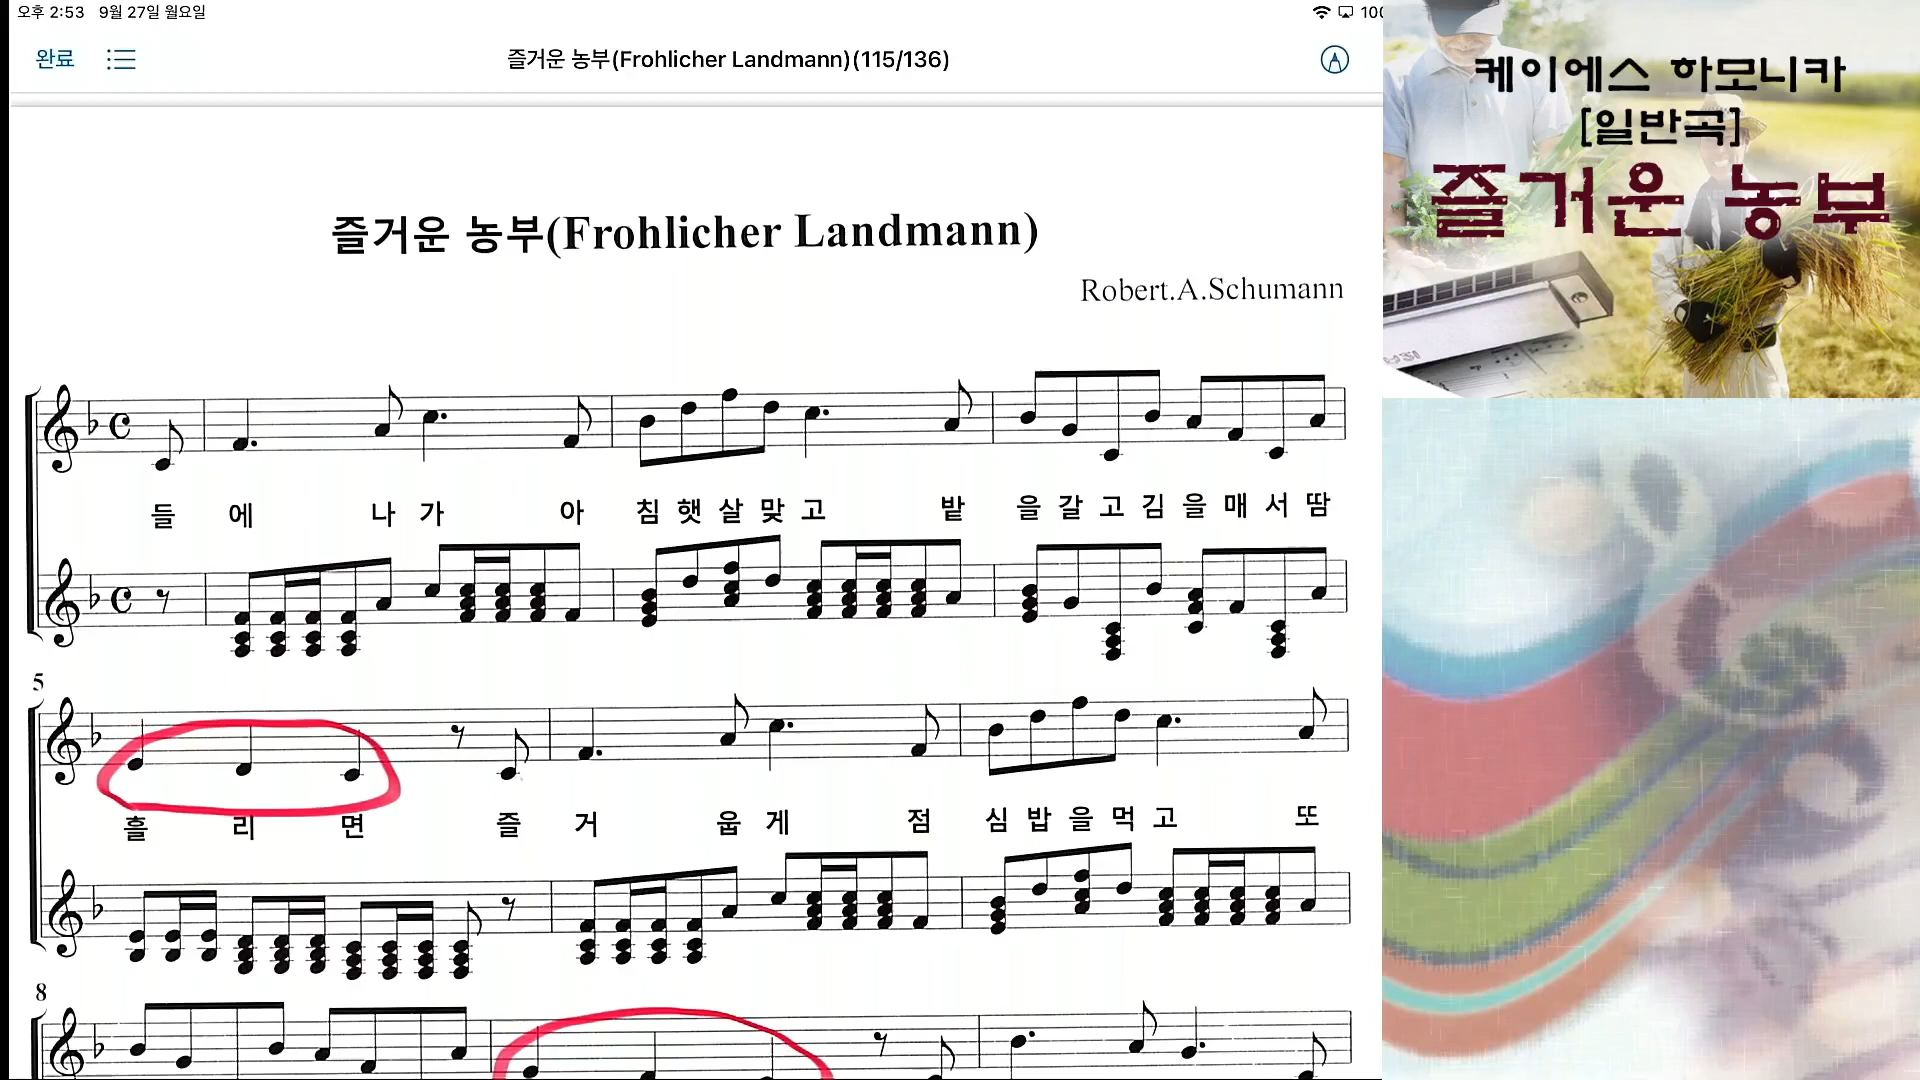 오후 2:53 9월 27일 월요일
완료
즐거운 농부(Frohlicher Landmann)(115/136)
즐거운 농부(Frohlicher Landmann)
Robert.A.Schumann
들 에 나 가 아 침 햇 살 맞 고 밭 을 갈 고 김 을 매 서 땀
5
흘 리 면 즐 거 웁 게 점 심 밥 을 먹 고 또
8
케이에스 하모니카
[일반곡]
즐거운 농부